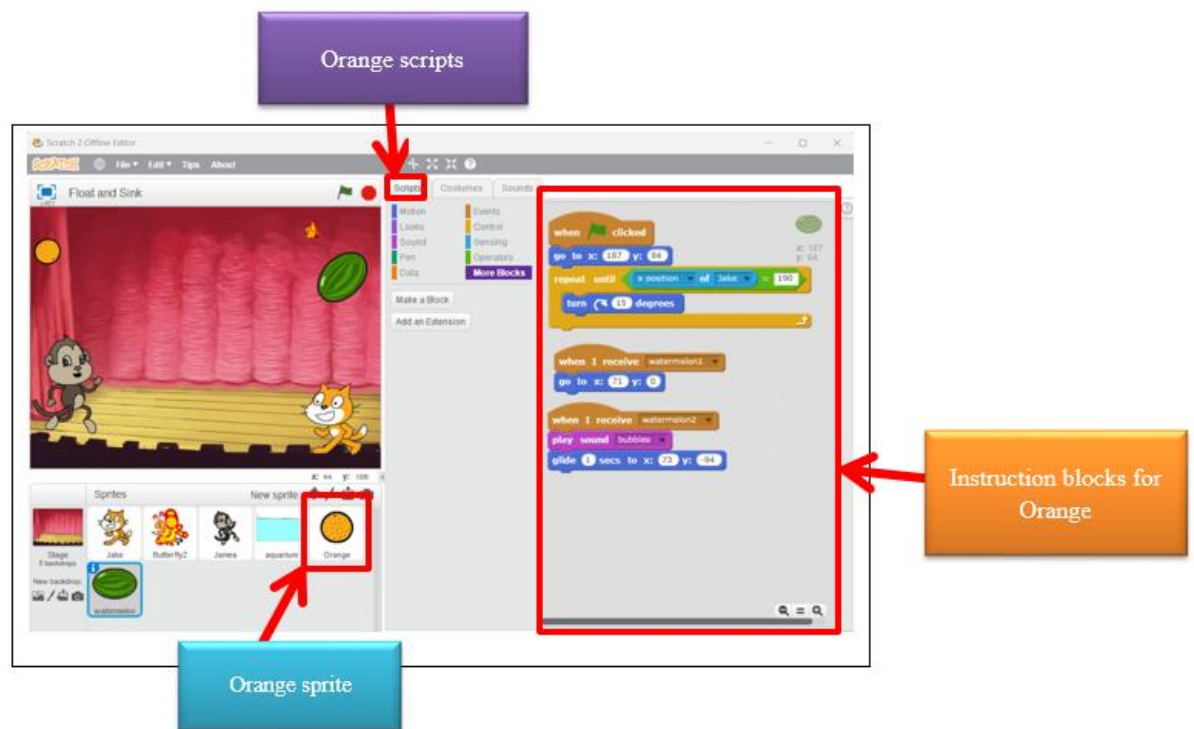 Orange scripts
Scratch 2 Offline Editor
SCRATCH File Edit Tips About
Float and Sink
Scripts Costumes Sounds
Motion Events
Looks Control
Sound Sensing
Pen Operators
Data More Blocks
Make a Block
Add an Extension
x: 187
y: 84
when clicked
go to x: 187 y: 84
repeat until x position of Jake = 190
turn 15 degrees
when I receive watermelon1
go to x: 71 y: 0
when I receive watermelon2
play sound bubbles
glide 1 secs to x: 73 y: -94
Instruction blocks for
Orange
Sprites New sprite
Stage
Jake Butterfly2 James aquarium Orange
New backdrop
watermelon
Orange sprite